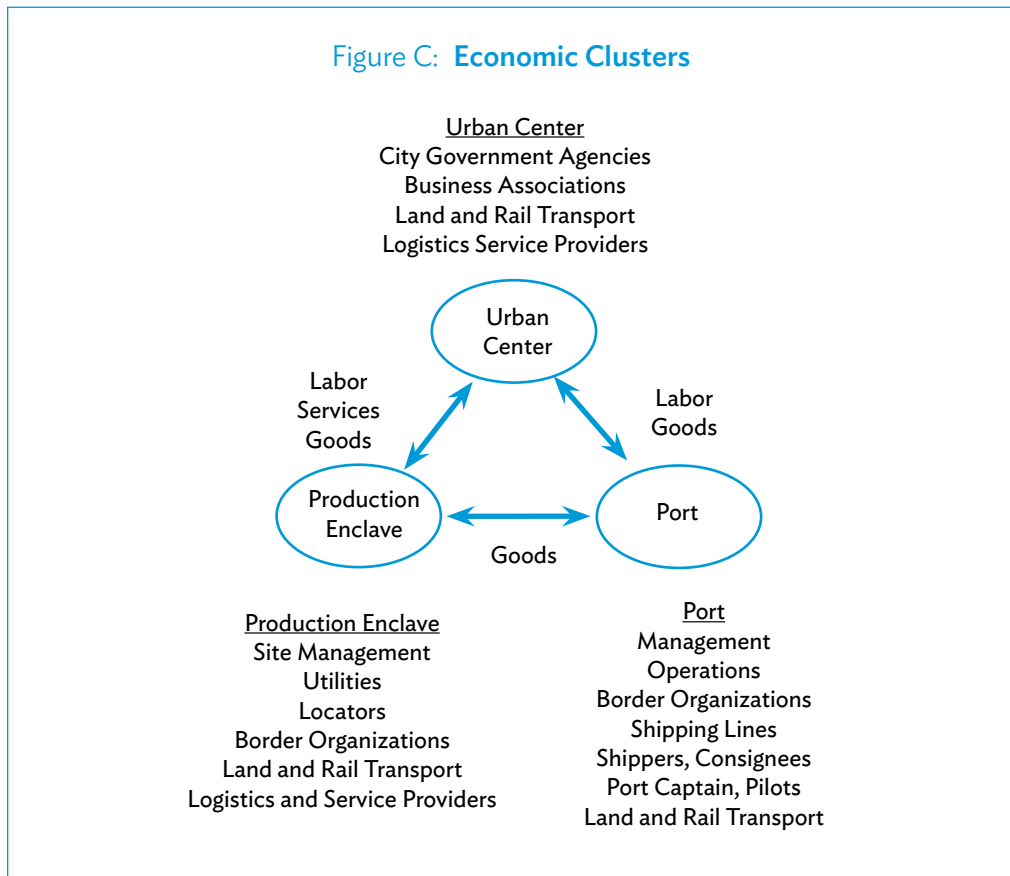 Figure C: Economic Clusters
Urban Center
City Government Agencies
Business Associations
Land and Rail Transport
Logistics Service Providers
Urban
Center
Labor
Services
Goods
Labor
Goods
Production
Enclave
Port
Goods
Production Enclave
Site Management
Utilities
Locators
Border Organizations
Land and Rail Transport
Logistics and Service Providers
Port
Management
Operations
Border Organizations
Shipping Lines
Shippers, Consignees
Port Captain, Pilots
Land and Rail Transport